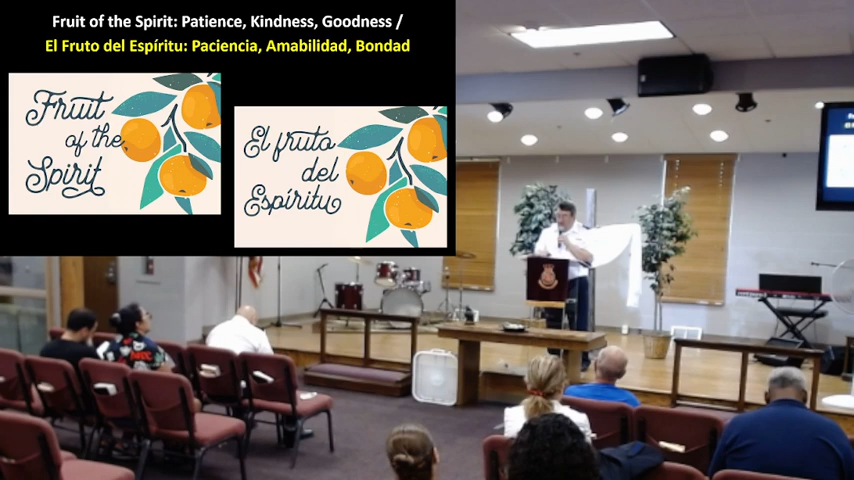 Fruit of the Spirit: Patience, Kindness, Goodness /
El Fruto del Espíritu: Paciencia, Amabilidad, Bondad
Fruit
of the
Spirit
El fruto
del
Espíritu